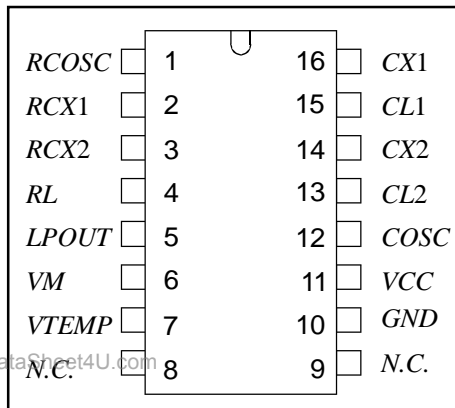 RCOSC 1 16 CX1
RCX1 2 15 CL1
RCX2 3 14 CX2
RL 4 13 CL2
LPOUT 5 12 COSC
VM 6 11 VCC
VTEMP 7 10 GND
N.C. 8 9 N.C.
ataSheet4U.com